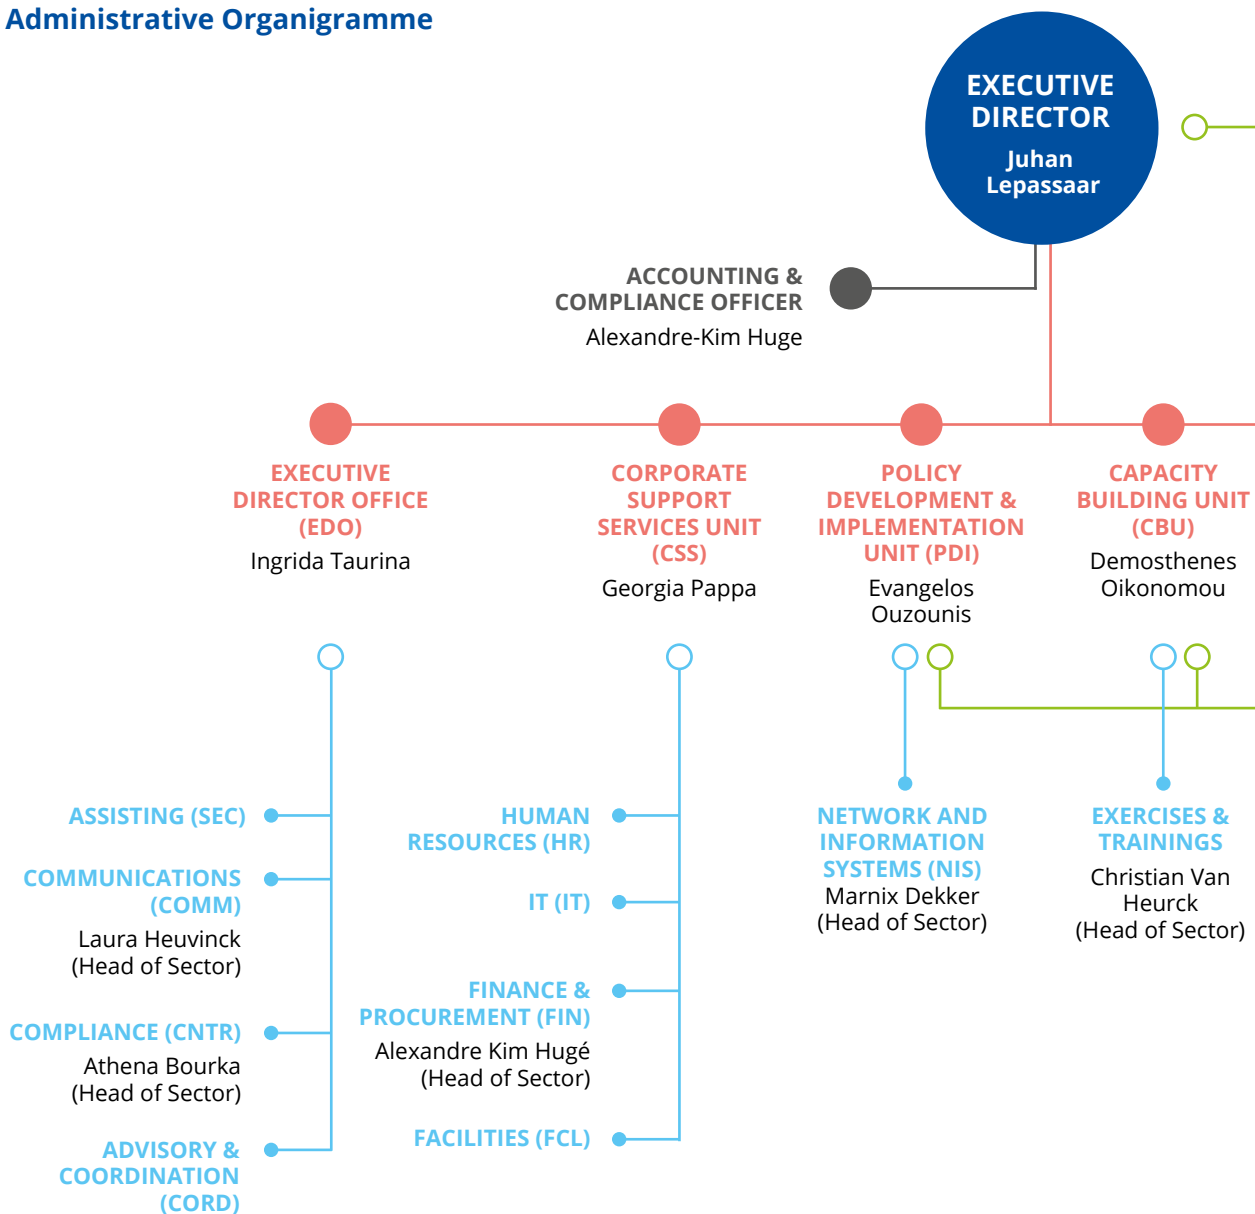 Administrative Organigramme
EXECUTIVE
DIRECTOR
Juhan
Lepassaar
ACCOUNTING &
COMPLIANCE OFFICER
Alexandre-Kim Huge
EXECUTIVE
DIRECTOR OFFICE
(EDO)
Ingrida Taurina
CORPORATE
SUPPORT
SERVICES UNIT
(CSS)
Georgia Pappa
POLICY
DEVELOPMENT &
IMPLEMENTATION
UNIT (PDI)
Evangelos
Ouzounis
CAPACITY
BUILDING UNIT
(CBU)
Demosthenes
Oikonomou
ASSISTING (SEC)
COMMUNICATIONS
(COMM)
Laura Heuvinck
(Head of Sector)
COMPLIANCE (CNTR)
Athena Bourka
(Head of Sector)
ADVISORY &
COORDINATION
(CORD)
HUMAN
RESOURCES (HR)
IT (IT)
FINANCE &
PROCUREMENT (FIN)
Alexandre Kim Hugé
(Head of Sector)
FACILITIES (FCL)
NETWORK AND
INFORMATION
SYSTEMS (NIS)
Marnix Dekker
(Head of Sector)
EXERCISES &
TRAININGS
Christian Van
Heurck
(Head of Sector)